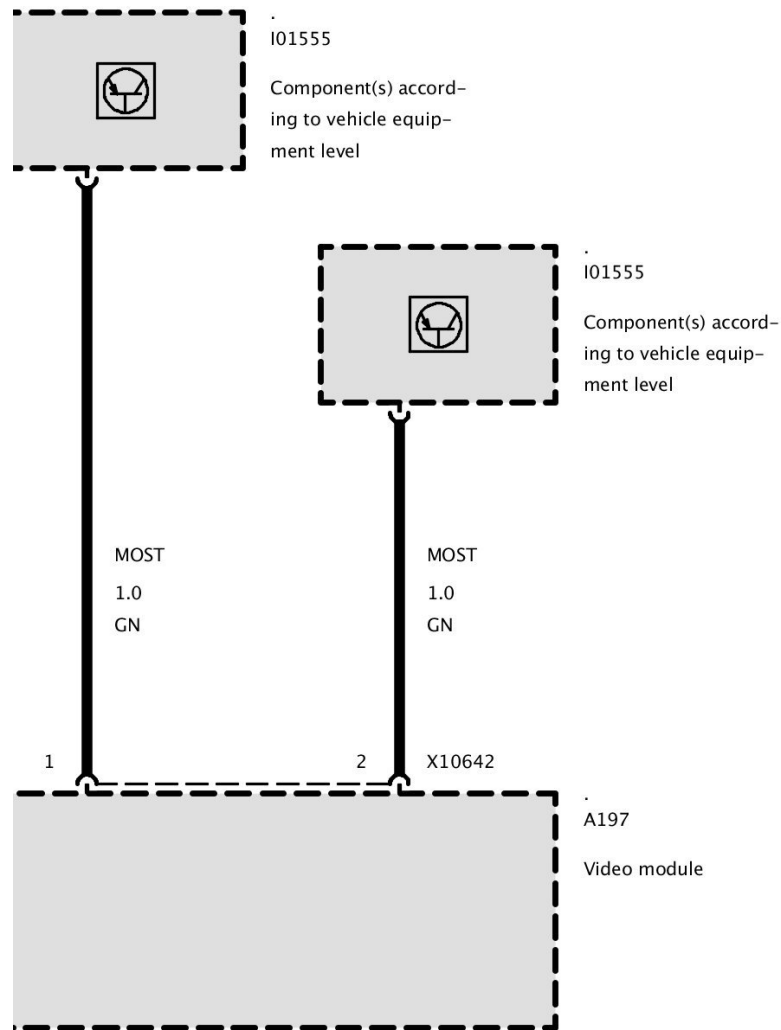 .
I01555
Component(s) accord-
ing to vehicle equip-
ment level
.
I01555
Component(s) accord-
ing to vehicle equip-
ment level
MOST
1.0
GN
MOST
1.0
GN
1
2
X10642
.
A197
Video module